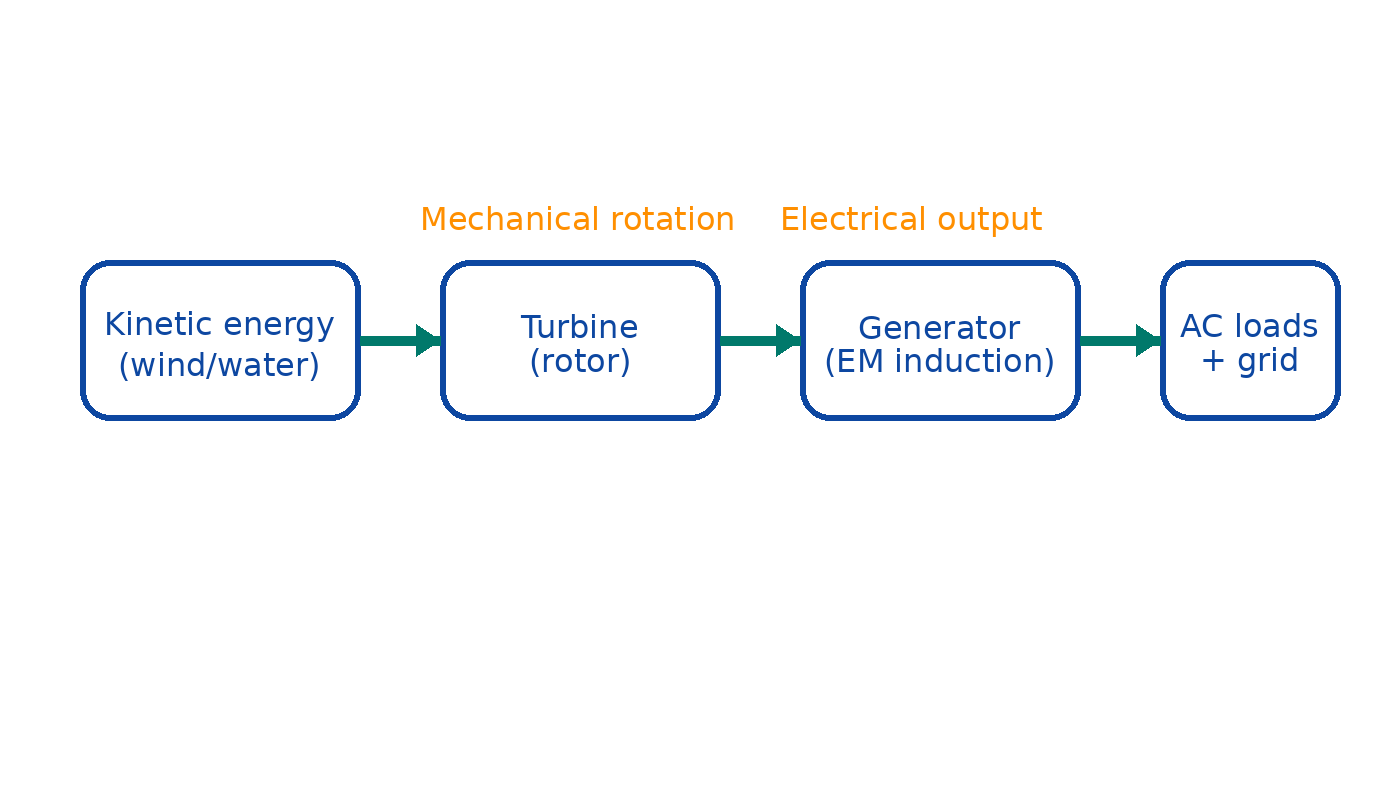 Mechanical rotation
Electrical output
Kinetic energy
(wind/water)
Turbine
(rotor)
Generator
(EM induction)
AC loads
+ grid